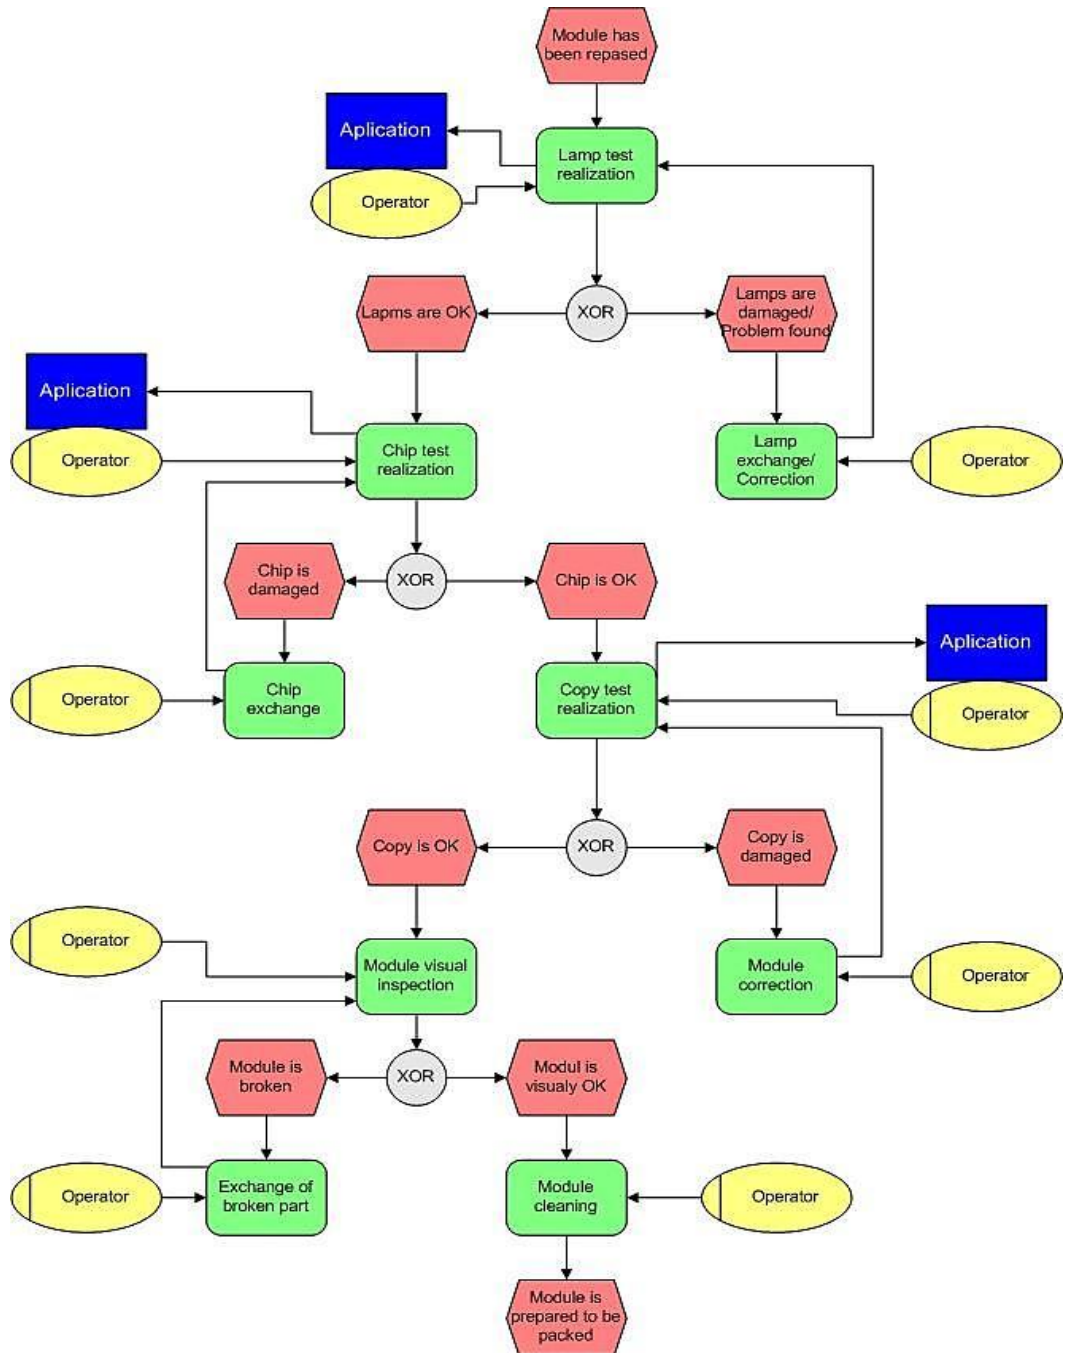 Module has
been repased
Aplication
Lamp test
realization
Operator
Lapms are OK
XOR
Lamps are
damaged/
Problem found
Aplication
Operator
Chip test
realization
Lamp
exchange/
Correction
Operator
Chip is
damaged
XOR
Chip is OK
Aplication
Operator
Chip
exchange
Copy test
realization
Operator
Copy is OK
XOR
Copy is
damaged
Operator
Module visual
inspection
Module
correction
Operator
Module is
broken
XOR
Modul is
visualy OK
Operator
Exchange of
broken part
Module
cleaning
Operator
Module is
prepared to be
packed